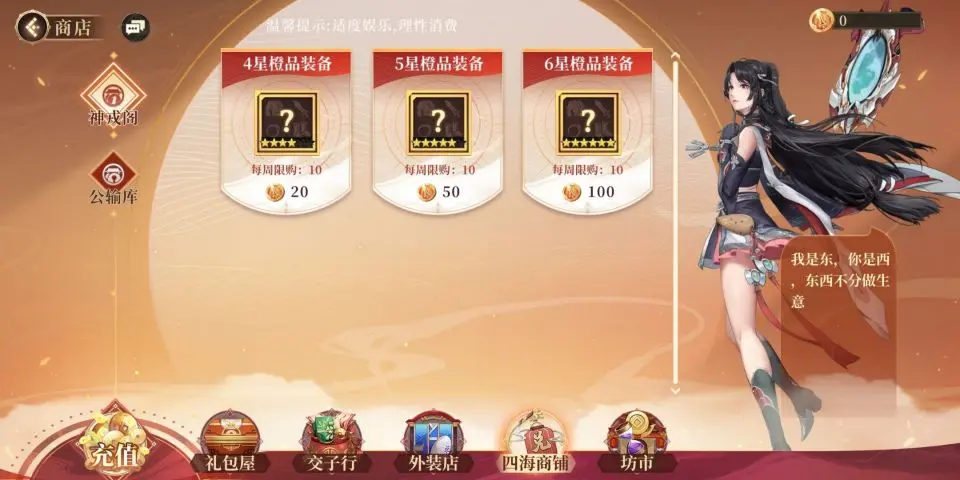 商店
温馨提示:适度娱乐,理性消费
0
神戎阁
公输库
4星橙品装备
?
每周限购：10
20
5星橙品装备
?
每周限购：10
50
6星橙品装备
?
每周限购：10
100
我是东，你是西
，东西不分做生
意
充值
礼包屋
交子行
外装店
四海商铺
坊市